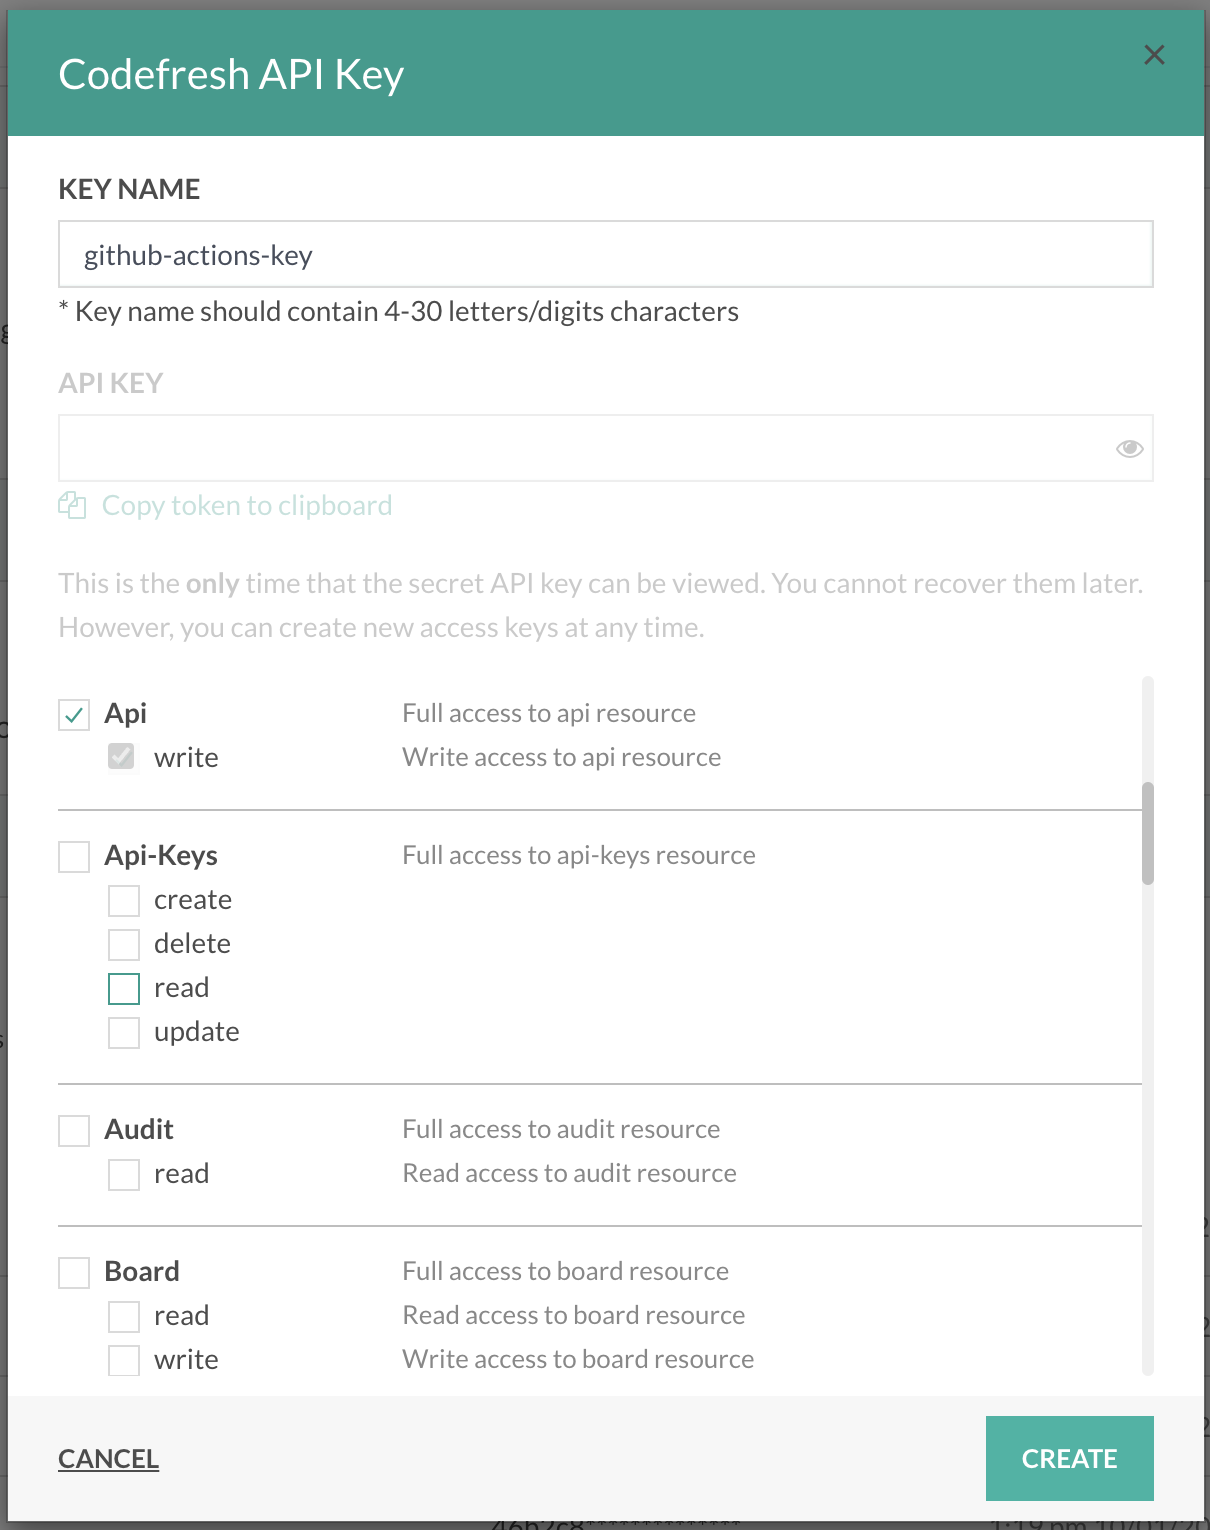 Codefresh API Key
KEY NAME
github-actions-key
* Key name should contain 4-30 letters/digits characters
API KEY
Copy token to clipboard
This is the only time that the secret API key can be viewed. You cannot recover them later.
However, you can create new access keys at any time.
Api Full access to api resource
write Write access to api resource
Api-Keys Full access to api-keys resource
create
delete
read
update
Audit Full access to audit resource
read Read access to audit resource
Board Full access to board resource
read Read access to board resource
write Write access to board resource
CANCEL CREATE